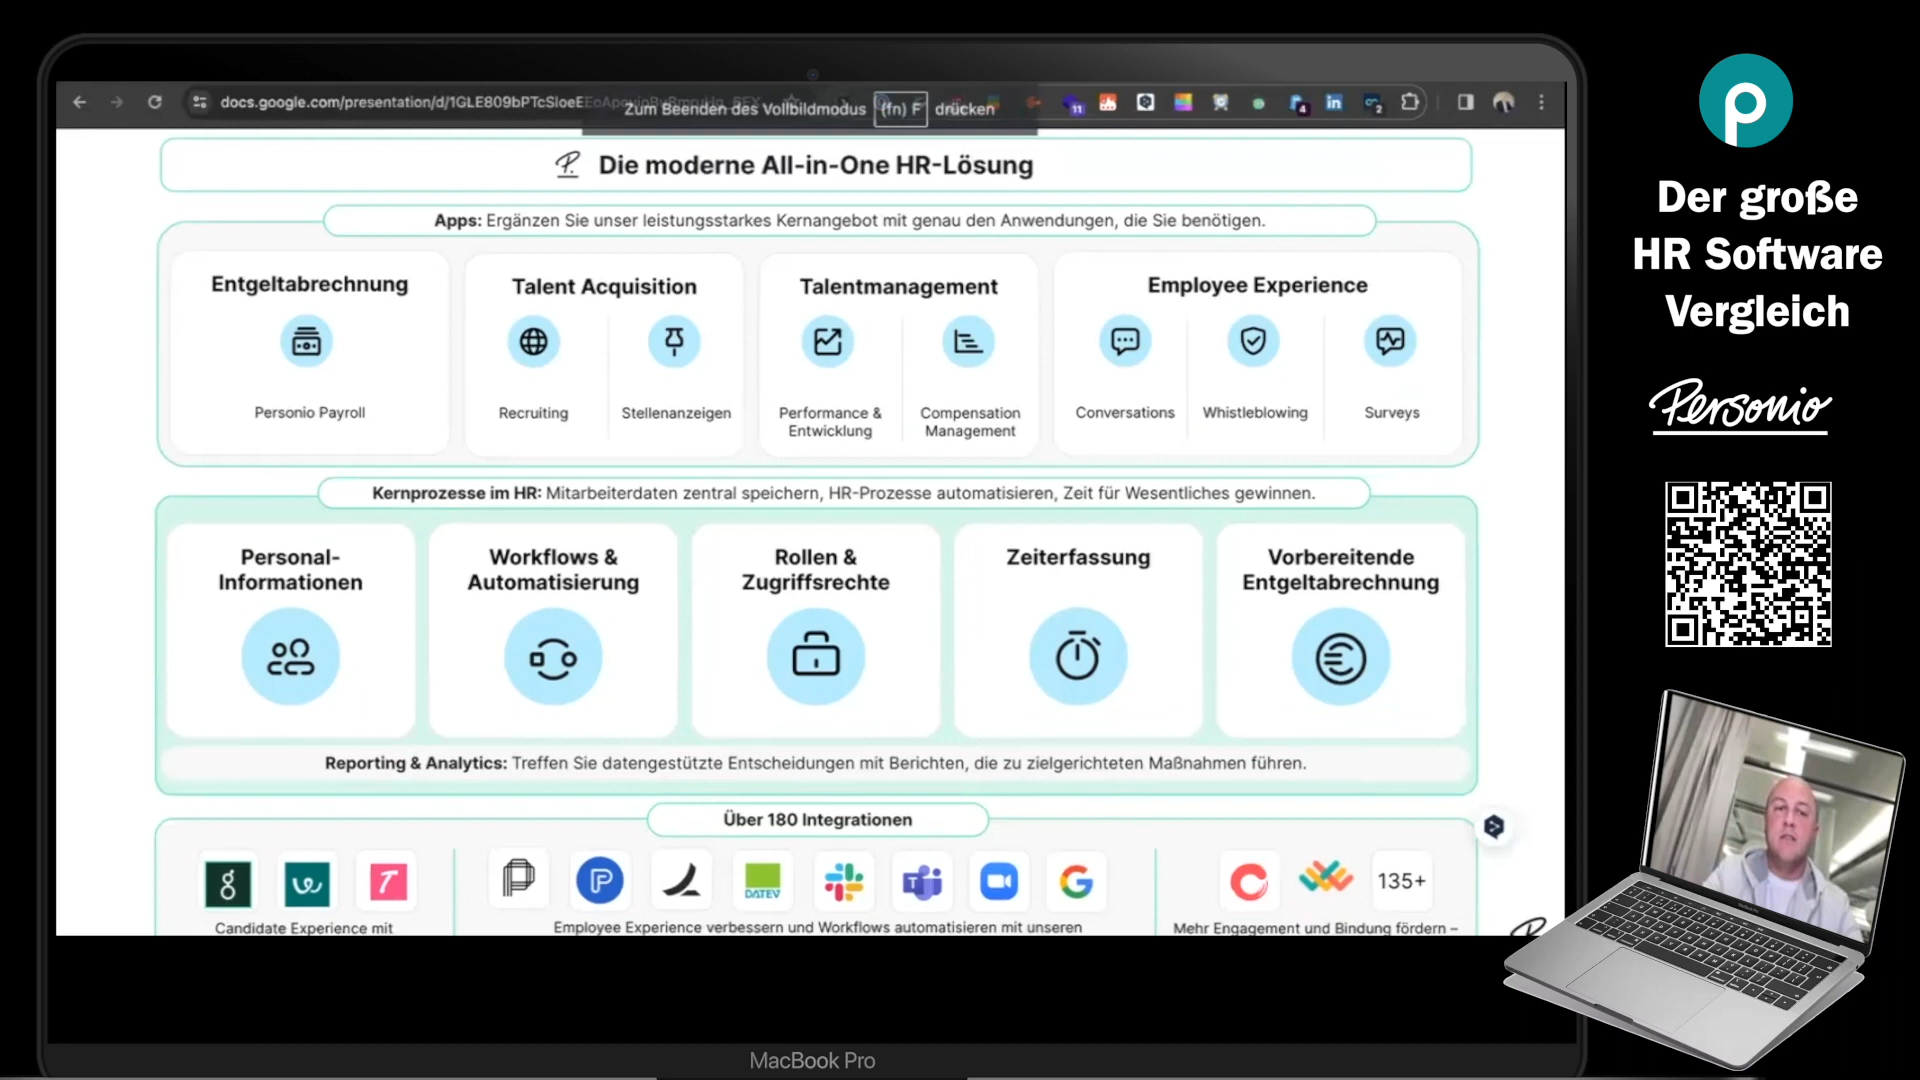 docs.google.com/presentation/d/1GLE809bPTcSloeE
Zum Beenden des Vollbildmodus (fn) F drücken
11
4
in
2
Die moderne All-in-One HR-Lösung
Apps: Ergänzen Sie unser leistungsstarkes Kernangebot mit genau den Anwendungen, die Sie benötigen.
Entgeltabrechnung
Personio Payroll
Talent Acquisition
Recruiting
Stellenanzeigen
Talentmanagement
Performance &
Entwicklung
Compensation
Management
Employee Experience
Conversations
Whistleblowing
Surveys
Kernprozesse im HR: Mitarbeiterdaten zentral speichern, HR-Prozesse automatisieren, Zeit für Wesentliches gewinnen.
Personal-
Informationen
Workflows &
Automatisierung
Rollen &
Zugriffsrechte
Zeiterfassung
Vorbereitende
Entgeltabrechnung
Reporting & Analytics: Treffen Sie datengestützte Entscheidungen mit Berichten, die zu zielgerichteten Maßnahmen führen.
Über 180 Integrationen
DATEV
135+
Candidate Experience mit
Employee Experience verbessern und Workflows automatisieren mit unseren
Mehr Engagement und Bindung fördern –
MacBook Pro
Der große
HR Software
Vergleich
Personio